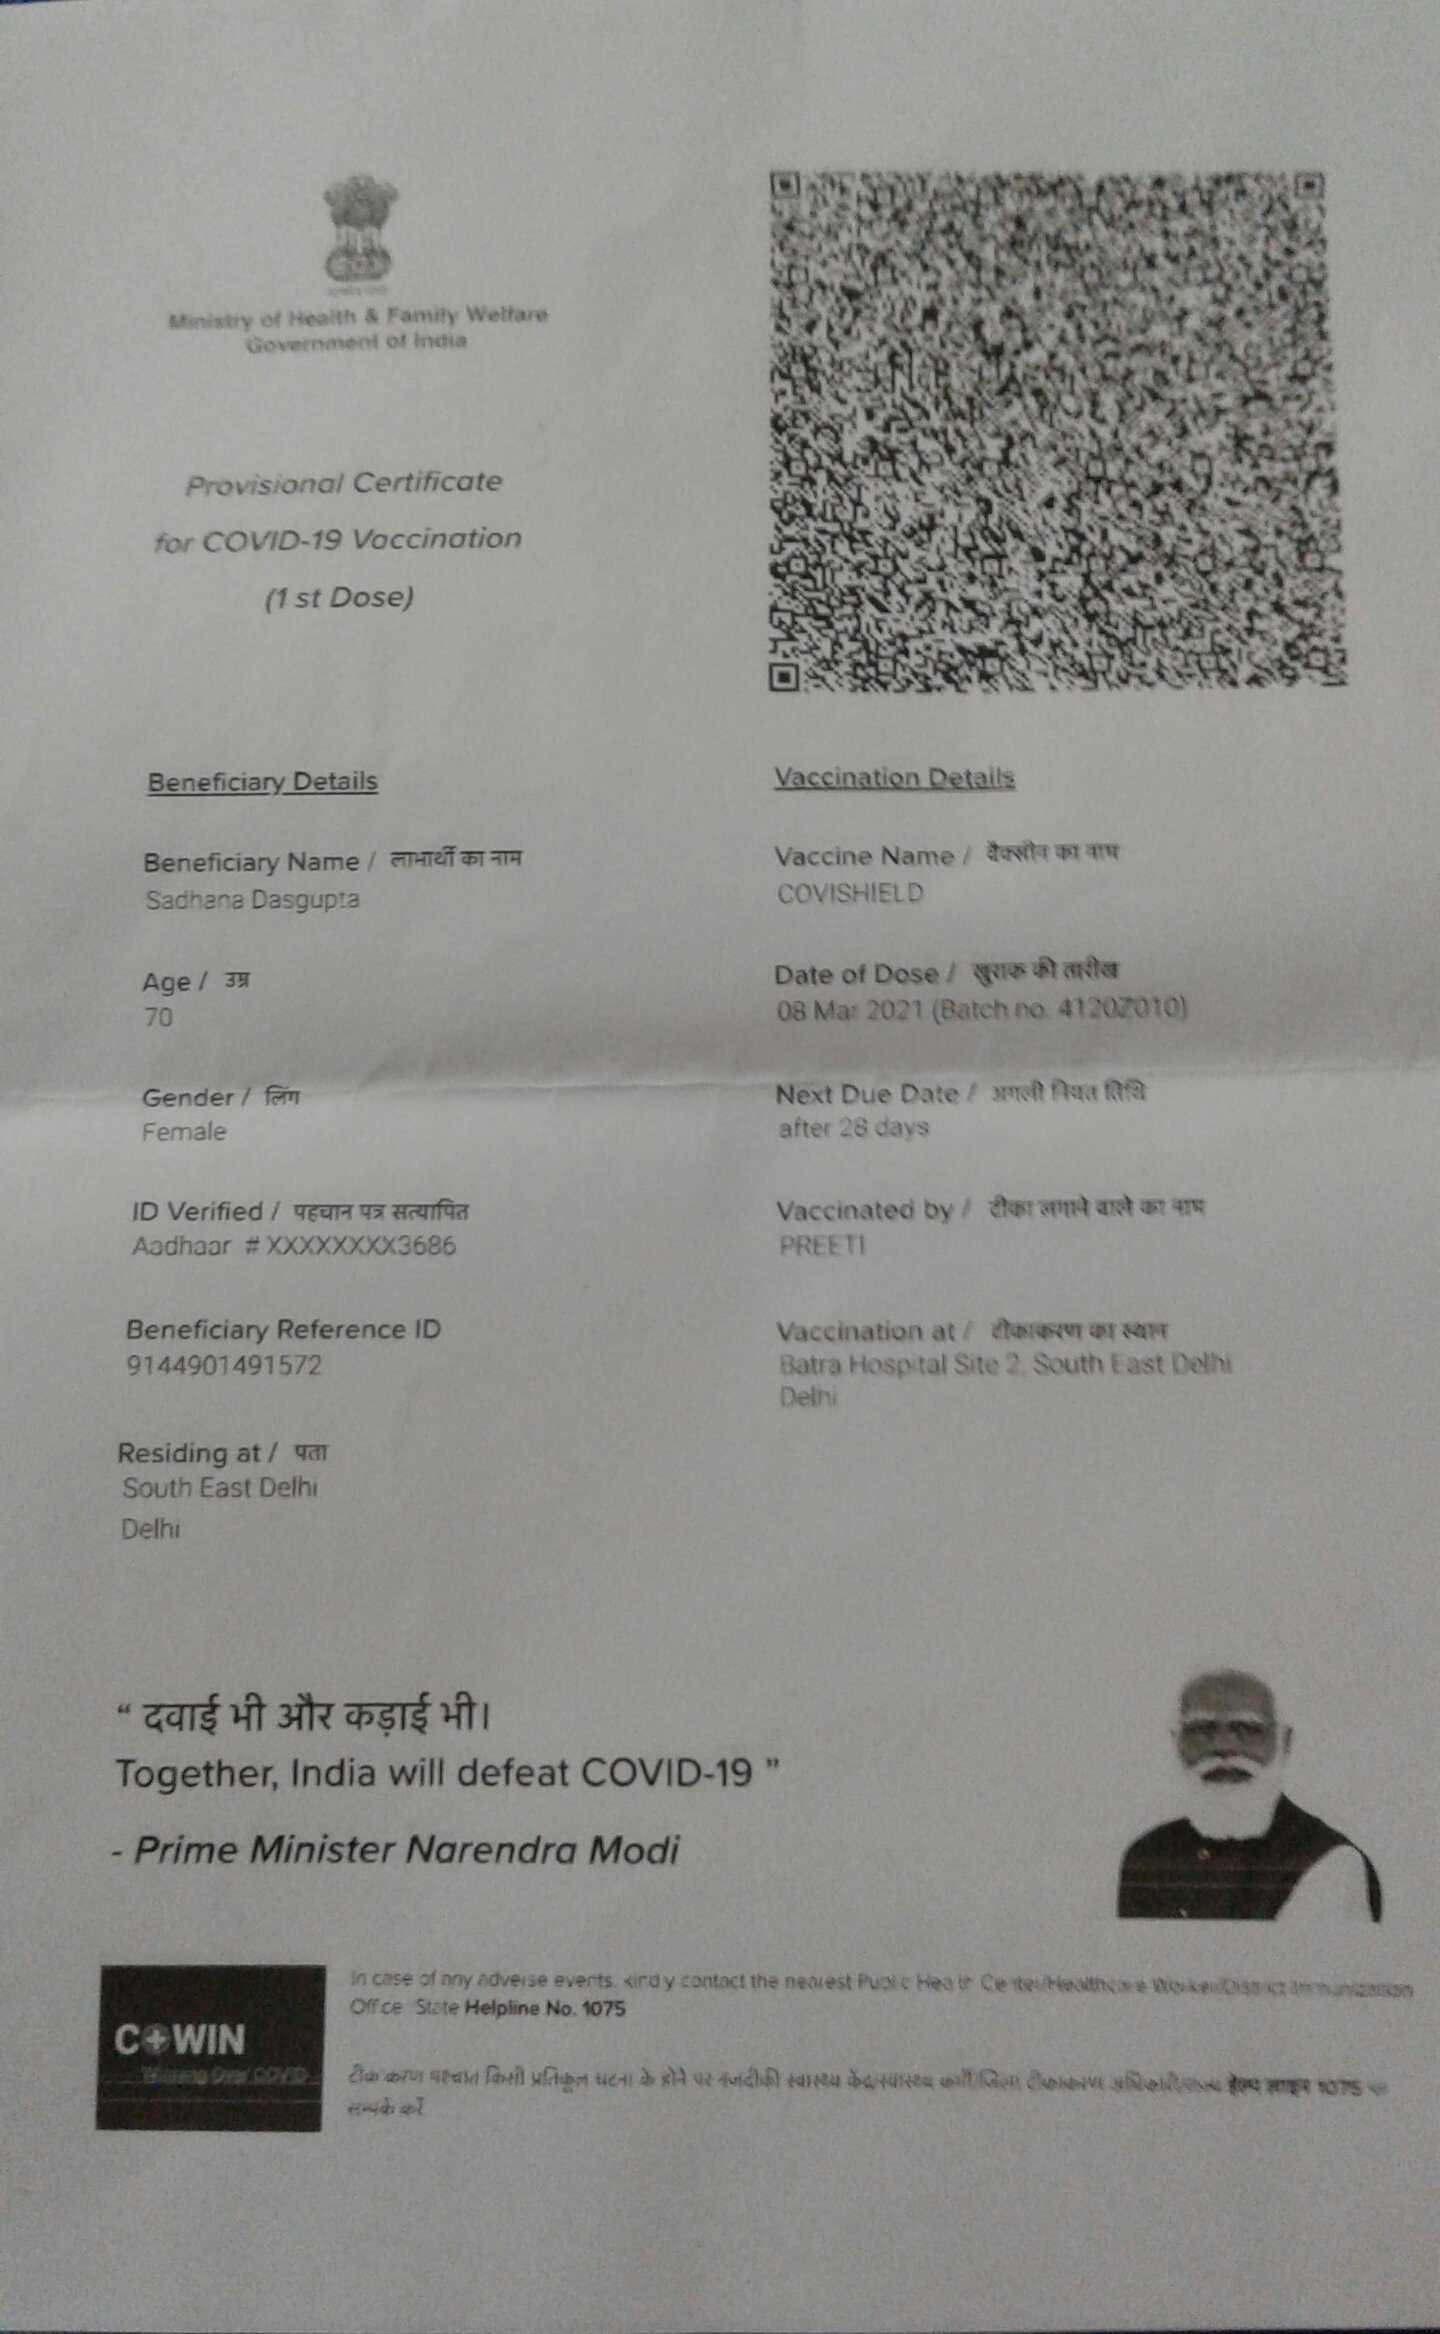 Ministry of Health & Family Welfare
Government of India
Provisional Certificate
for COVID-19 Vaccination
(1 st Dose)
Beneficiary Details
Beneficiary Name / लाभार्थी का नाम
Sadhana Dasgupta
Age / उम्र
70
Gender / लिंग
Female
ID Verified / पहचान पत्र सत्यापित
Aadhaar # XXXXXXXX3686
Beneficiary Reference ID
9144901491572
Residing at / पता
South East Delhi
Delhi
Vaccination Details
Vaccine Name / वैक्सीन का नाम
COVISHIELD
Date of Dose / खुराक की तारीख
08 Mar 2021 (Batch no. 4120Z010)
Next Due Date / अगली नियत तिथि
after 28 days
Vaccinated by / टीका लगाने वाले का नाम
PREETI
Vaccination at / टीकाकरण का स्थान
Batra Hospital Site 2, South East Delhi
Delhi
“ दवाई भी और कड़ाई भी।
Together, India will defeat COVID-19 ”
- Prime Minister Narendra Modi
COWIN
Winning Over COVID
In case of any adverse events, kindly contact the nearest Public Health Center/Healthcare Worker/District Immunization
Officer State Helpline No. 1075
टीकाकरण पश्चात किसी प्रतिकूल घटना के होने पर नजदीकी स्वास्थ्य केंद्र/स्वास्थ्य कर्मी/जिला टीकाकरण अधिकारी/राज्य हेल्प लाइन 1075 पर
सम्पर्क करें